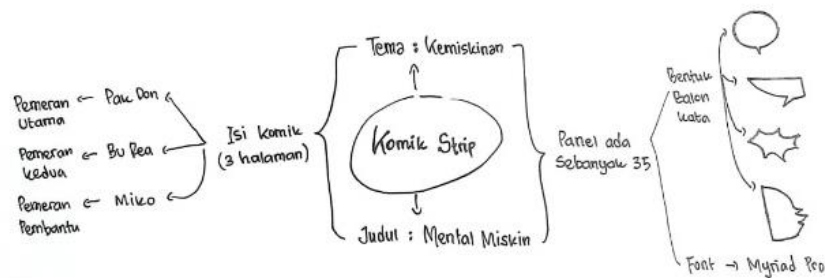 Tema : Kemiskinan
Komik Strip
Judul : Mental Miskin
Isi komik
(3 halaman)
Pak Don
Pemeran
Utama
Bu Rea
Pemeran
kedua
Miko
Pemeran
Pembantu
Panel ada
Sebanyak 35
Bentuk
Balon
kata
Font → Myriad Pro